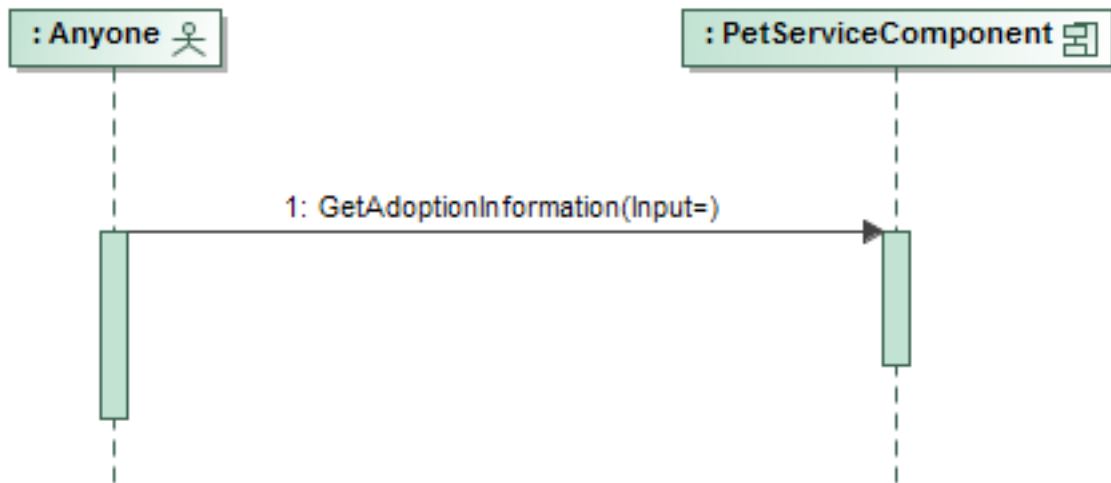 : Anyone
: PetServiceComponent
1: GetAdoptionInformation(Input=)